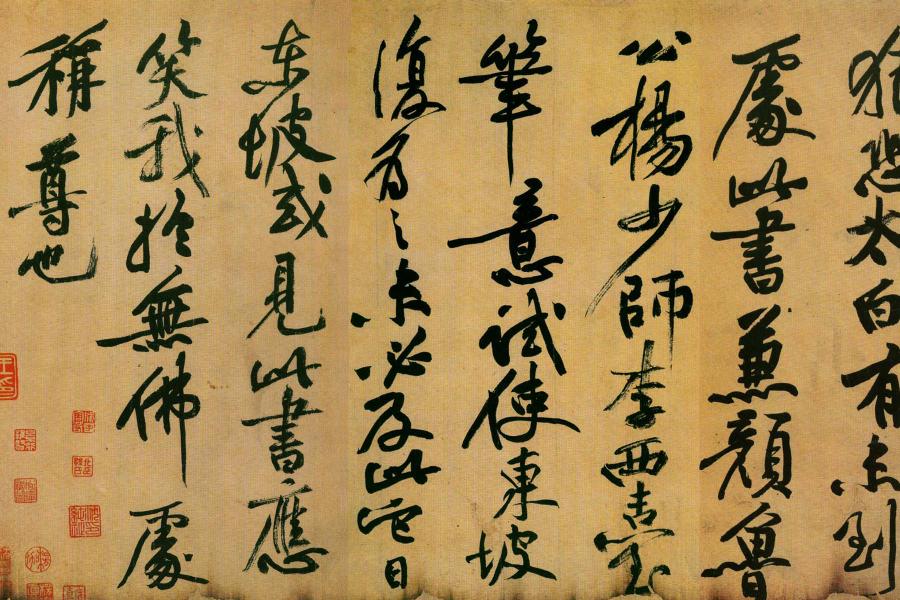 猶恐太白有未到
處此書兼顏魯
公楊少師李西臺
筆意試使東坡
復為之未必及此它日
東坡或見此書應
笑我於無佛處
稱尊也